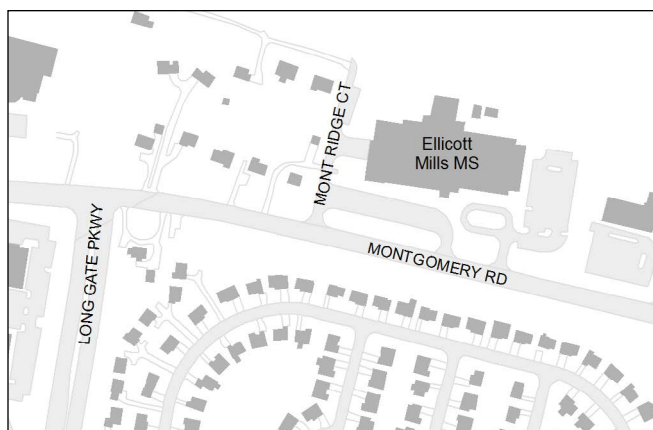 MONT RIDGE CT
Ellicott
Mills MS
LONG GATE PKWY
MONTGOMERY RD